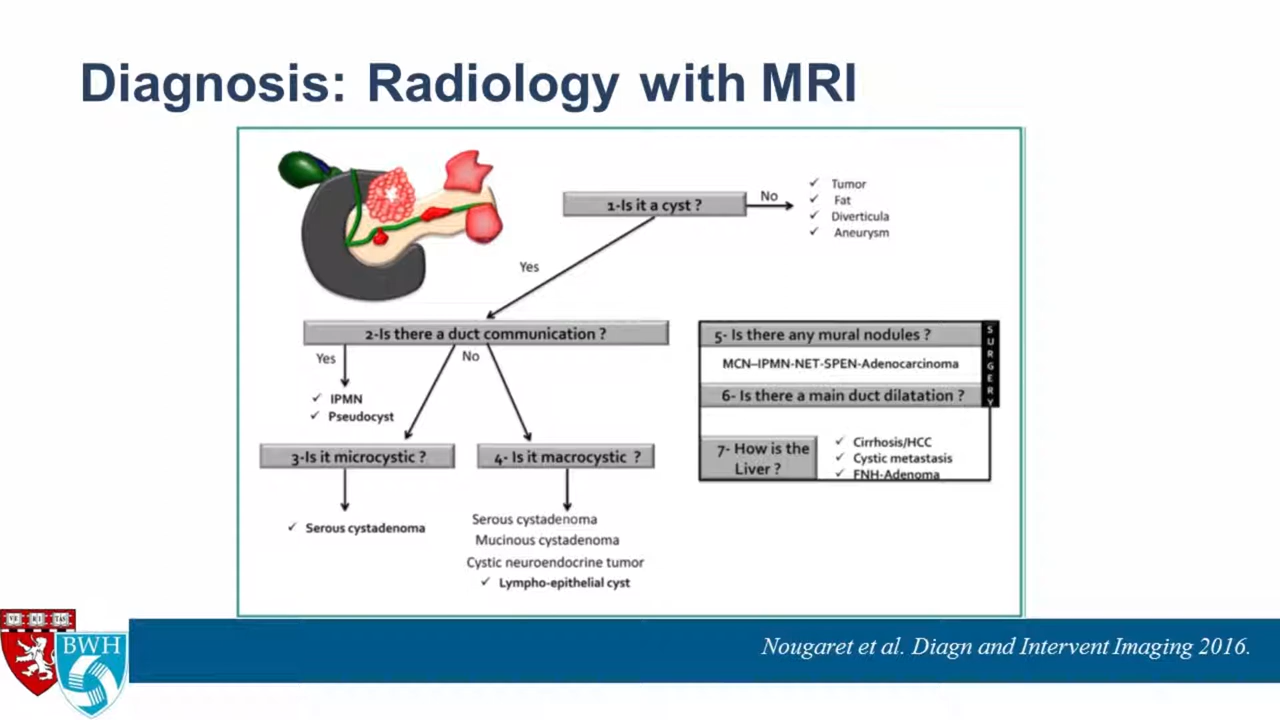 Diagnosis: Radiology with MRI
1-Is it a cyst ?
No
✓ Tumor
✓ Fat
✓ Diverticula
✓ Aneurysm
Yes
2-Is there a duct communication ?
Yes
No
✓ IPMN
✓ Pseudocyst
3-Is it microcystic ?
4- Is it macrocystic ?
✓ Serous cystadenoma
Serous cystadenoma
Mucinous cystadenoma
Cystic neuroendocrine tumor
✓ Lympho-epithelial cyst
5- Is there any mural nodules ?
MCN–IPMN-NET-SPEN-Adenocarcinoma
6- Is there a main duct dilatation ?
SURGERY
7- How is the
Liver ?
✓ Cirrhosis/HCC
✓ Cystic metastasis
✓ FNH-Adenoma
VE RI TAS
BWH
Nougaret et al. Diagn and Intervent Imaging 2016.